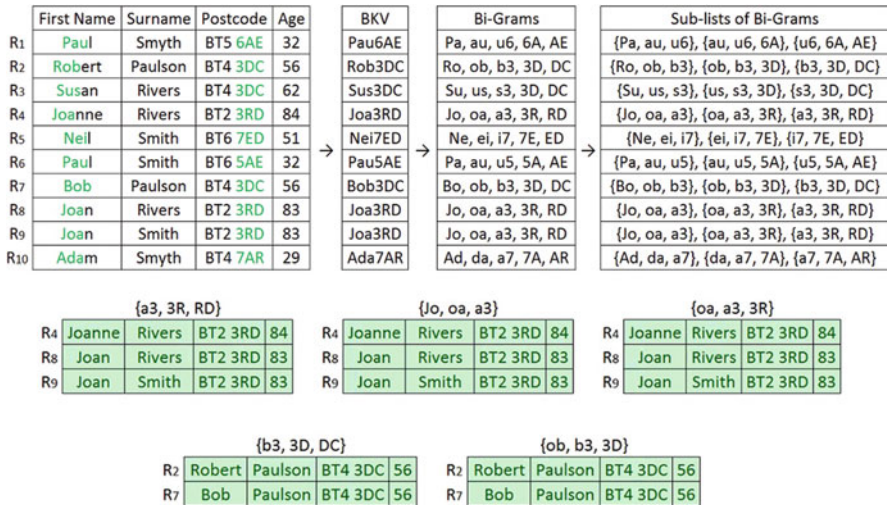 First Name Surname Postcode Age BKV Bi-Grams Sub-lists of Bi-Grams
R1 Paul Smyth BT5 6AE 32 Pau6AE Pa, au, u6, 6A, AE {Pa, au, u6}, {au, u6, 6A}, {u6, 6A, AE}
R2 Robert Paulson BT4 3DC 56 Rob3DC Ro, ob, b3, 3D, DC {Ro, ob, b3}, {ob, b3, 3D}, {b3, 3D, DC}
R3 Susan Rivers BT4 3DC 62 Sus3DC Su, us, s3, 3D, DC {Su, us, s3}, {us, s3, 3D}, {s3, 3D, DC}
R4 Joanne Rivers BT2 3RD 84 Joa3RD Jo, oa, a3, 3R, RD {Jo, oa, a3}, {oa, a3, 3R}, {a3, 3R, RD}
R5 Neil Smith BT6 7ED 51 → Nei7ED → Ne, ei, i7, 7E, ED → {Ne, ei, i7}, {ei, i7, 7E}, {i7, 7E, ED}
R6 Paul Smith BT6 5AE 32 Pau5AE Pa, au, u5, 5A, AE {Pa, au, u5}, {au, u5, 5A}, {u5, 5A, AE}
R7 Bob Paulson BT4 3DC 56 Bob3DC Bo, ob, b3, 3D, DC {Bo, ob, b3}, {ob, b3, 3D}, {b3, 3D, DC}
R8 Joan Rivers BT2 3RD 83 Joa3RD Jo, oa, a3, 3R, RD {Jo, oa, a3}, {oa, a3, 3R}, {a3, 3R, RD}
R9 Joan Smith BT2 3RD 83 Joa3RD Jo, oa, a3, 3R, RD {Jo, oa, a3}, {oa, a3, 3R}, {a3, 3R, RD}
R10 Adam Smyth BT4 7AR 29 Ada7AR Ad, da, a7, 7A, AR {Ad, da, a7}, {da, a7, 7A}, {a7, 7A, AR}
{a3, 3R, RD} {Jo, oa, a3} {oa, a3, 3R}
R4 Joanne Rivers BT2 3RD 84 R4 Joanne Rivers BT2 3RD 84 R4 Joanne Rivers BT2 3RD 84
R8 Joan Rivers BT2 3RD 83 R8 Joan Rivers BT2 3RD 83 R8 Joan Rivers BT2 3RD 83
R9 Joan Smith BT2 3RD 83 R9 Joan Smith BT2 3RD 83 R9 Joan Smith BT2 3RD 83
{b3, 3D, DC} {ob, b3, 3D}
R2 Robert Paulson BT4 3DC 56 R2 Robert Paulson BT4 3DC 56
R7 Bob Paulson BT4 3DC 56 R7 Bob Paulson BT4 3DC 56